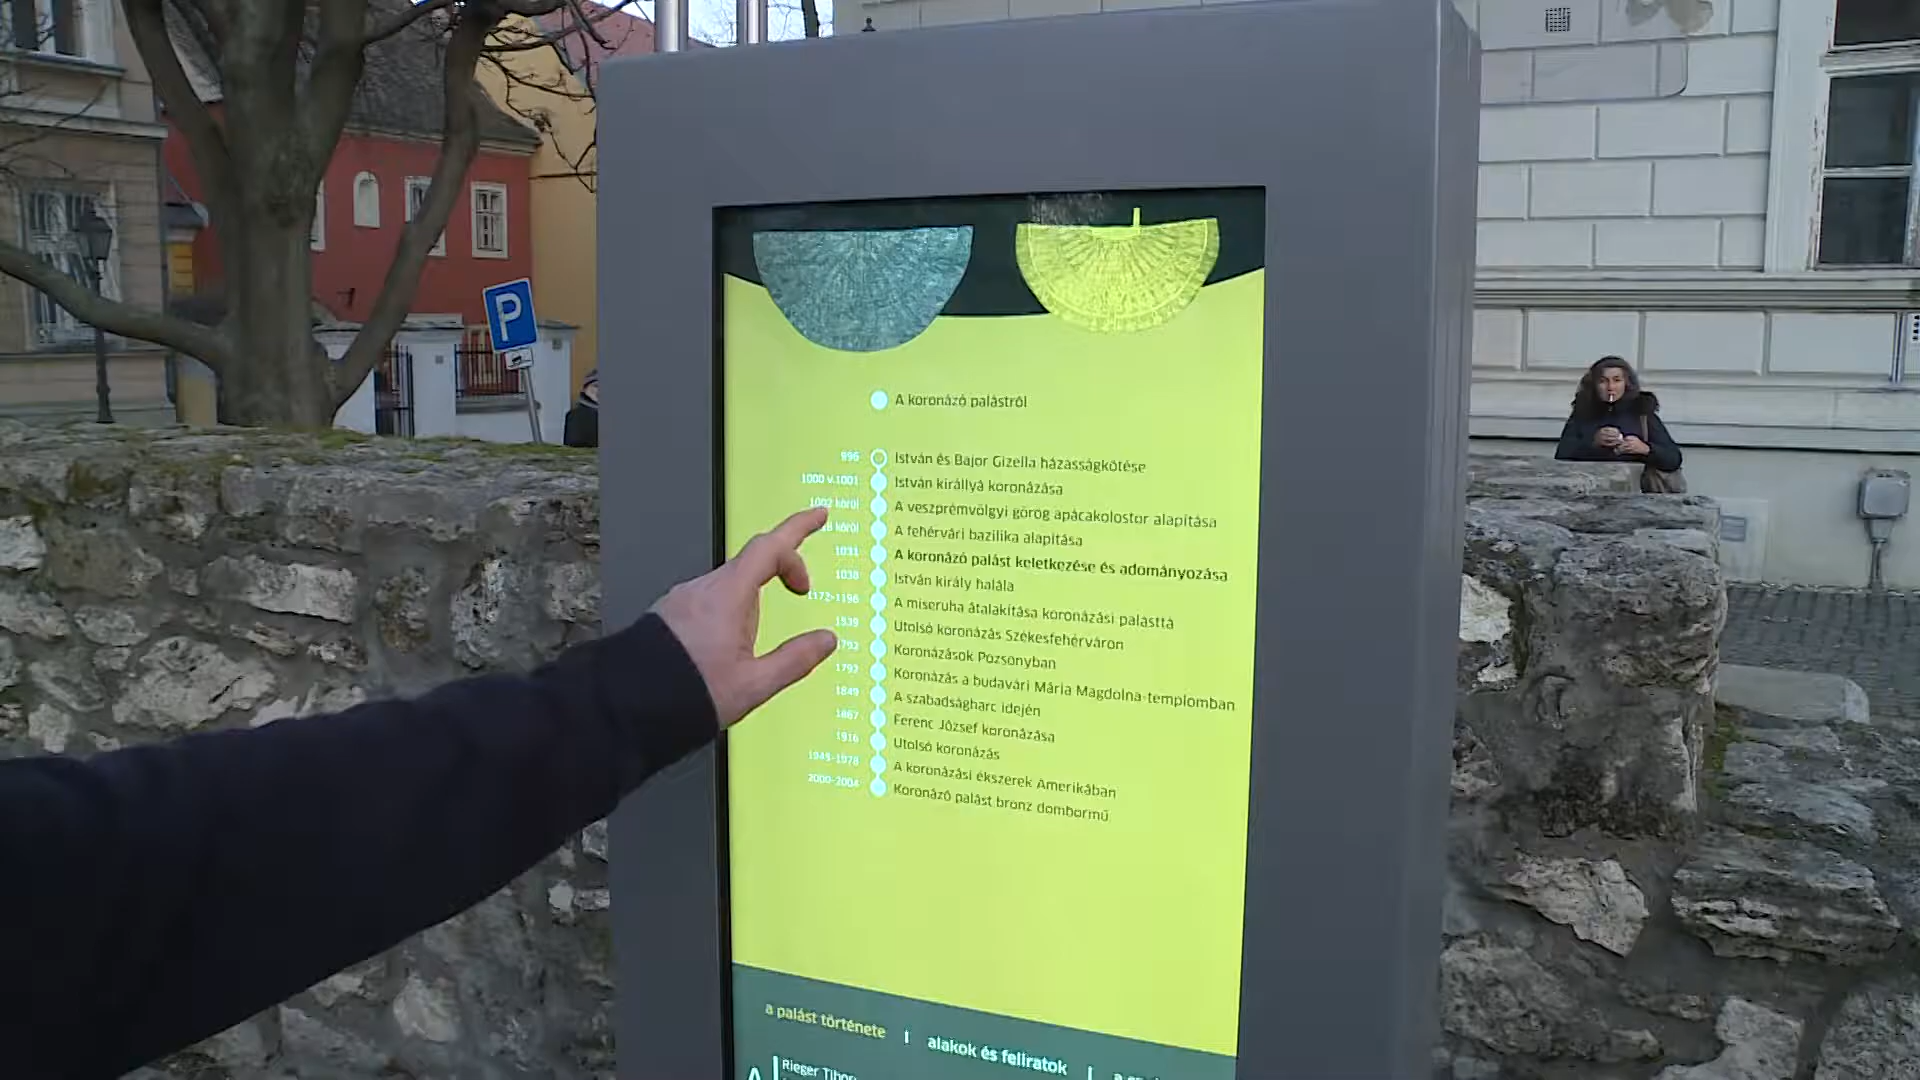 P
A koronázó palástról
996 István és Bajor Gizella házasságkötése
1000 v.1001 István királlyá koronázása
1002 körül A veszprémvölgyi görög apácakolostor alapítása
18 körül A fehérvári bazilika alapítása
1031 A koronázó palást keletkezése és adományozása
1038 István király halála
1172-1196 A miseruha átalakítása koronázási palásttá
1539 Utolsó koronázás Székesfehérváron
Koronázások Pozsonyban
1792 Koronázás a budavári Mária Magdolna-templomban
1849 A szabadságharc idején
1867 Ferenc József koronázása
1916 Utolsó koronázás
1945-1978 A koronázási ékszerek Amerikában
2000-2004 Koronázó palást bronz dombormű
a palást története | alakok és feliratok |
Rieger Tibor